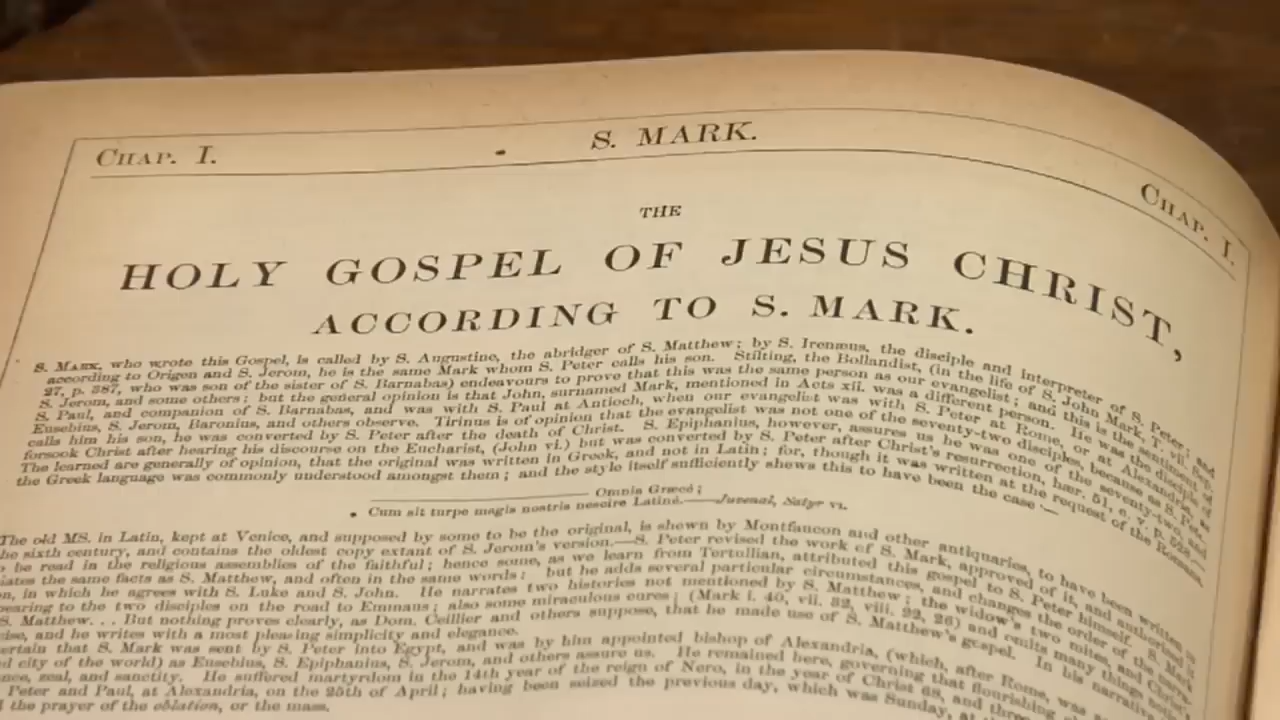 CHAP. I.
S. MARK.
CHAP. I.
THE
HOLY GOSPEL OF JESUS CHRIST,
ACCORDING TO S. MARK.
S. MARK, who wrote this Gospel, is called by S. Augustine, the abridger of S. Matthew; by S. Irenæus, the disciple and interpreter of S. Peter; and
according to Origen and S. Jerom, he is the same Mark whom S. Peter calls his son. Stilting, the Bollandist, (in the life of S. John Mark, T. vii. Sep.
27, p. 387, who was son of the sister of S. Barnabas) endeavours to prove that this was the same person as our evangelist; and this is the sentiment of
S. Jerom, and some others; but the general opinion is that John, surnamed Mark, mentioned in Acts xii. was a different person. He was the disciple of
S. Paul, and companion of S. Barnabas, and was with S. Paul at Antioch, when our evangelist was with S. Peter at Rome, or at Alexandria, as
Eusebius, S. Jerom, Baronius, and others observe. Tirinus is of opinion that the evangelist was not one of the seventy-two disciples, because as S. Peter
calls him his son, he was converted by S. Peter after the death of Christ. S. Epiphanius, however, assures us he was one of the seventy-two, and
forsook Christ after hearing his discourse on the Eucharist, (John vi.) but was converted by S. Peter after Christ's resurrection, hær. 51, c. v. p. 528.—
The learned are generally of opinion, that the original was written in Greek, and not in Latin; for, though it was written at the request of the Romans,
the Greek language was commonly understood amongst them; and the style itself sufficiently shews this to have been the case:—
Omnia Græcè;
Cum sit turpe magis nostris nescire Latinè.——Juvenal, Satyr vi.
The old MS. in Latin, kept at Venice, and supposed by some to be the original, is shewn by Montfaucon and other antiquaries, to have been written
the sixth century, and contains the oldest copy extant of S. Jerom's version.—S. Peter revised the work of S. Mark, approved of it, and authorised it
to be read in the religious assemblies of the faithful; hence some, as we learn from Tertullian, attributed this gospel to S. Peter himself. S. Mark
the same facts as S. Matthew, and often in the same words: but he adds several particular circumstances, and changes the order of the
in which he agrees with S. Luke and S. John. He narrates two histories not mentioned by S. Matthew; the widow's two mites, and Christ's
to the two disciples on the road to Emmaus; also some miraculous cures; (Mark i. 40, vii. 32, viii. 22, 26) and omits many things
S. Matthew... But nothing proves clearly, as Dom. Ceillier and others suppose, that he made use of S. Matthew's gospel. In his
and he writes with a most pleasing simplicity and elegance.
that S. Mark was sent by S. Peter into Egypt, and was by him appointed bishop of Alexandria, (which, after Rome, was
city of the world) as Eusebius, S. Epiphanius, S. Jerom, and others assure us. He remained here, governing that flourishing
zeal, and sanctity. He suffered martyrdom in the 14th year of the reign of Nero, in the year of Christ 68, and three
Peter and Paul, at Alexandria, on the 25th of April; having been seized the previous day, which was Sunday, at
the prayer of the oblation, or the mass.